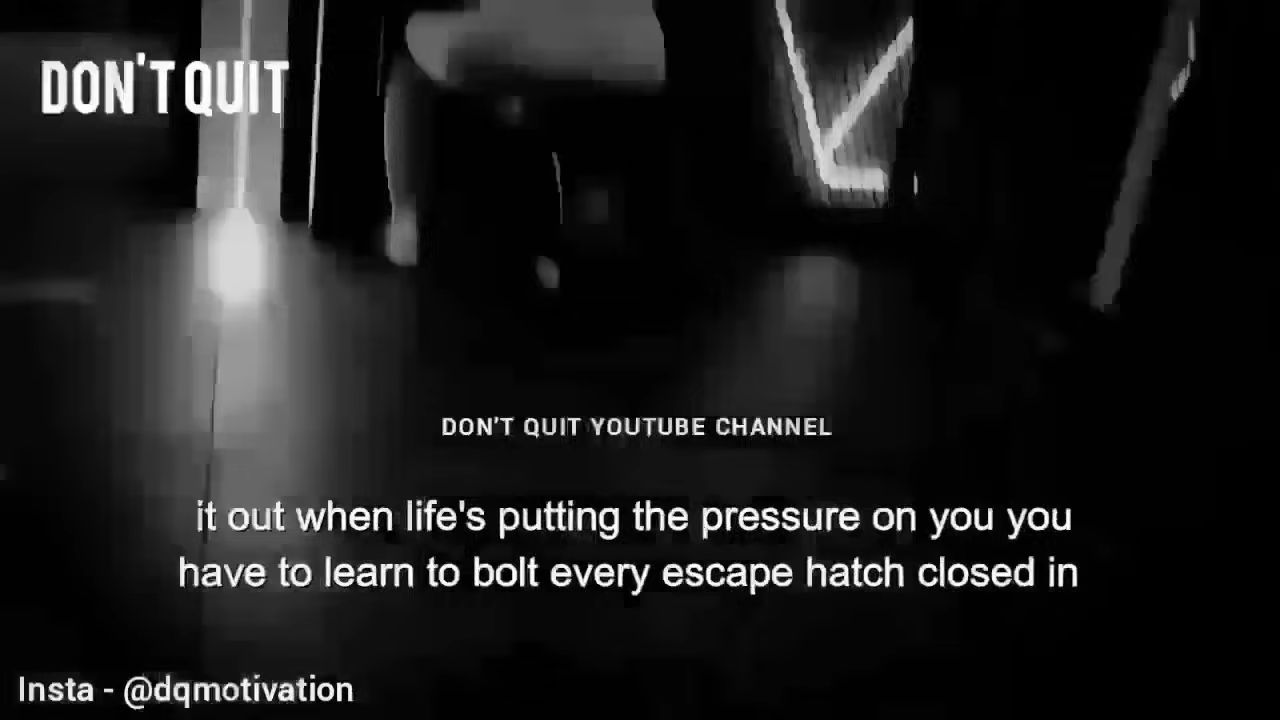 DON'T QUIT
DON'T QUIT YOUTUBE CHANNEL
it out when life's putting the pressure on you you
have to learn to bolt every escape hatch closed in
Insta - @dqmotivation